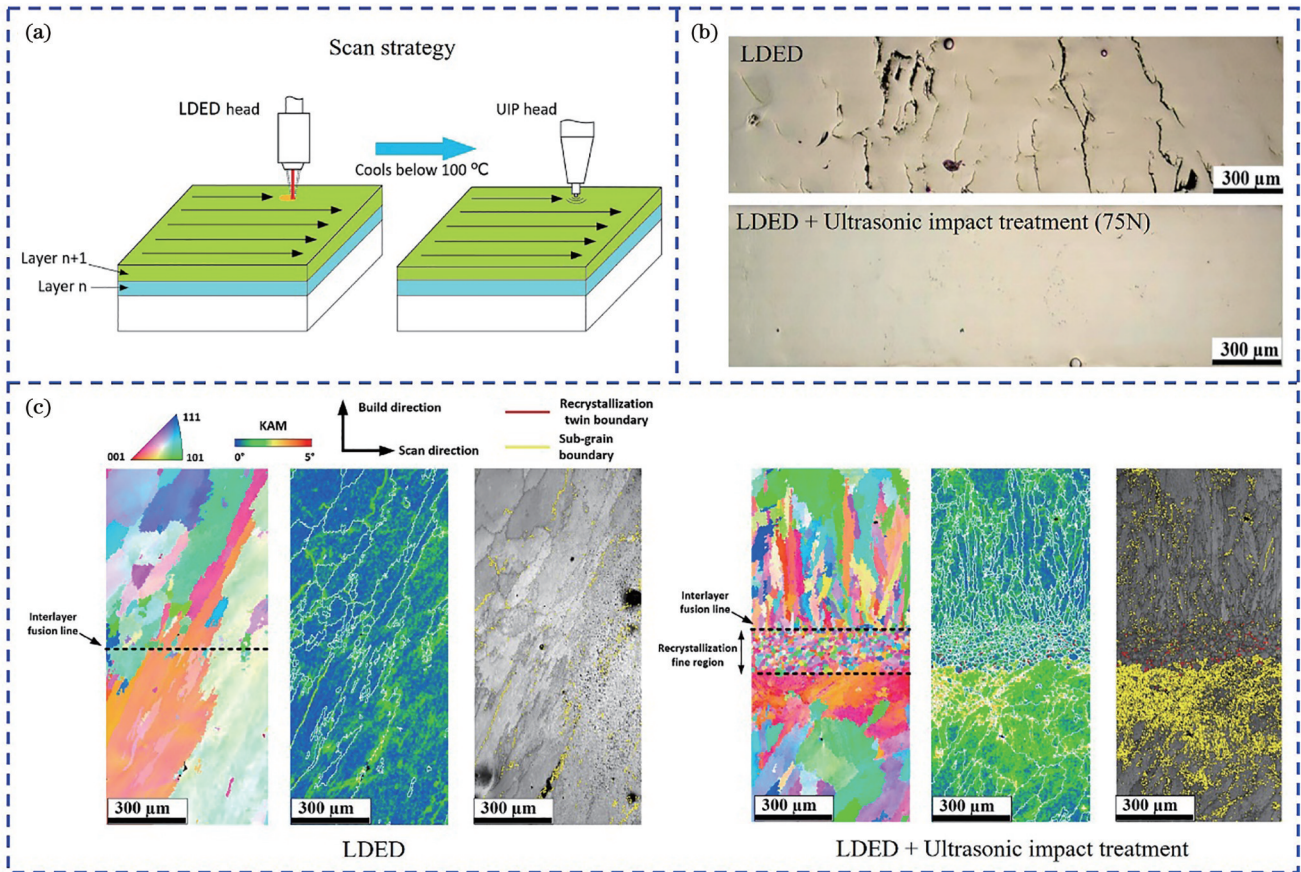 (a)
Scan strategy
LDED head
UIP head
Cools below 100 ℃
Layer n+1
Layer n
(b)
LDED
300 µm
LDED + Ultrasonic impact treatment (75N)
300 µm
(c)
111
001
101
KAM
0°
5°
Build direction
Scan direction
Recrystallization
twin boundary
Sub-grain
boundary
Interlayer
fusion line
300 µm
300 µm
300 µm
LDED
Interlayer
fusion line
Recrystallization
fine region
300 µm
300 µm
300 µm
LDED + Ultrasonic impact treatment